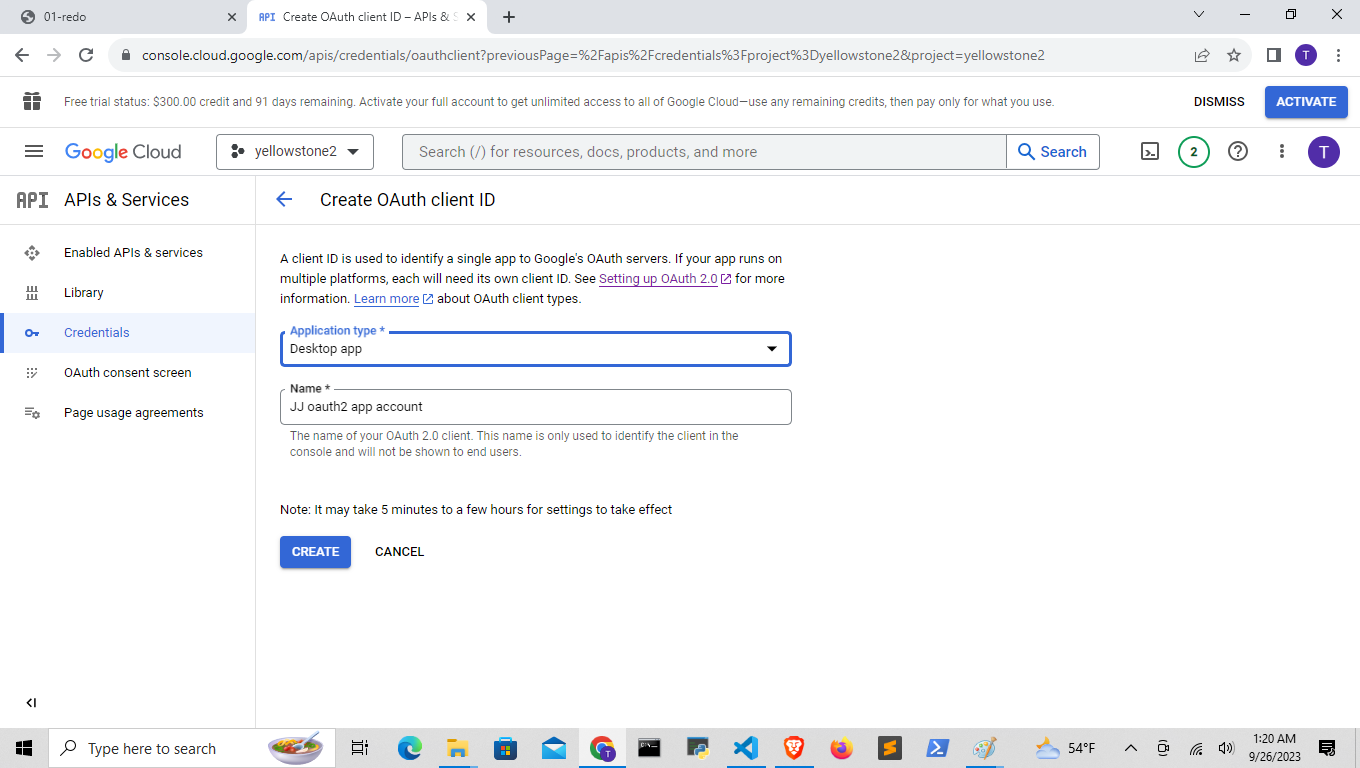 01-redo
API Create OAuth client ID – APIs & S
console.cloud.google.com/apis/credentials/oauthclient?previousPage=%2Fapis%2Fcredentials%3Fproject%3Dyellowstone2&project=yellowstone2
T
Free trial status: $300.00 credit and 91 days remaining. Activate your full account to get unlimited access to all of Google Cloud—use any remaining credits, then pay only for what you use.
DISMISS
ACTIVATE
Google Cloud
yellowstone2
Search (/) for resources, docs, products, and more
Search
2
T
API APIs & Services
Create OAuth client ID
Enabled APIs & services
Library
Credentials
OAuth consent screen
Page usage agreements
A client ID is used to identify a single app to Google's OAuth servers. If your app runs on
multiple platforms, each will need its own client ID. See Setting up OAuth 2.0 for more
information. Learn more about OAuth client types.
Application type *
Desktop app
Name *
JJ oauth2 app account
The name of your OAuth 2.0 client. This name is only used to identify the client in the
console and will not be shown to end users.
Note: It may take 5 minutes to a few hours for settings to take effect
CREATE
CANCEL
Type here to search
T
54°F
1:20 AM
9/26/2023